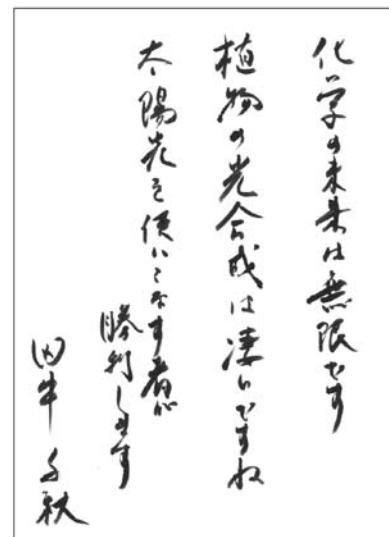 化学の未来は無限です
植物の光合成は凄いですね
太陽光を使いこなす者が
勝利します
田中千秋